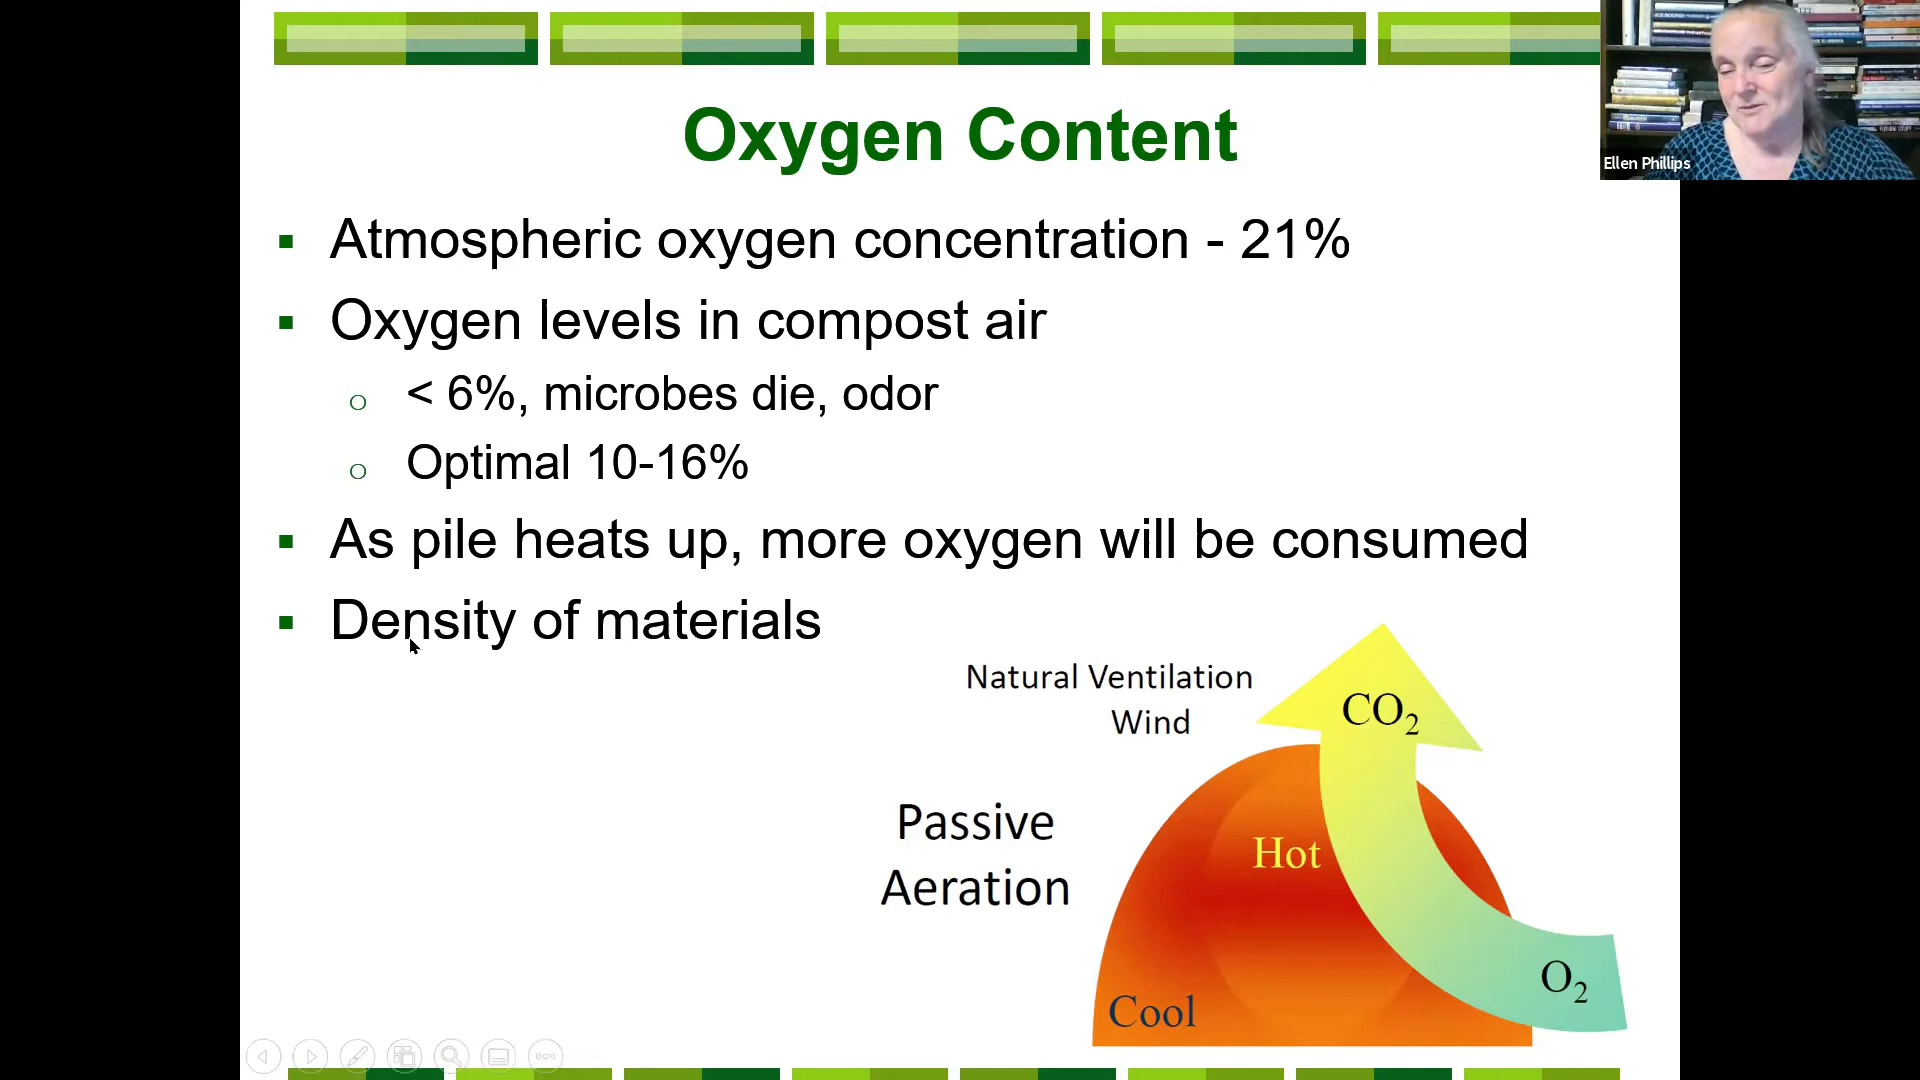 Oxygen Content
Ellen Phillips
▪ Atmospheric oxygen concentration - 21%
▪ Oxygen levels in compost air
o < 6%, microbes die, odor
o Optimal 10-16%
▪ As pile heats up, more oxygen will be consumed
▪ Density of materials
Natural Ventilation
Wind
CO₂
Passive
Aeration
Hot
O₂
Cool